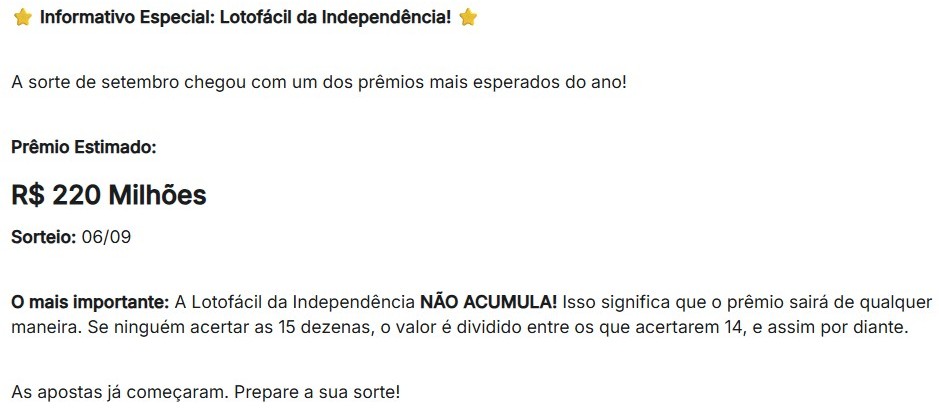 ⭐ Informativo Especial: Lotofácil da Independência! ⭐
A sorte de setembro chegou com um dos prêmios mais esperados do ano!
Prêmio Estimado:
R$ 220 Milhões
Sorteio: 06/09
O mais importante: A Lotofácil da Independência NÃO ACUMULA! Isso significa que o prêmio sairá de qualquer
maneira. Se ninguém acertar as 15 dezenas, o valor é dividido entre os que acertarem 14, e assim por diante.
As apostas já começaram. Prepare a sua sorte!